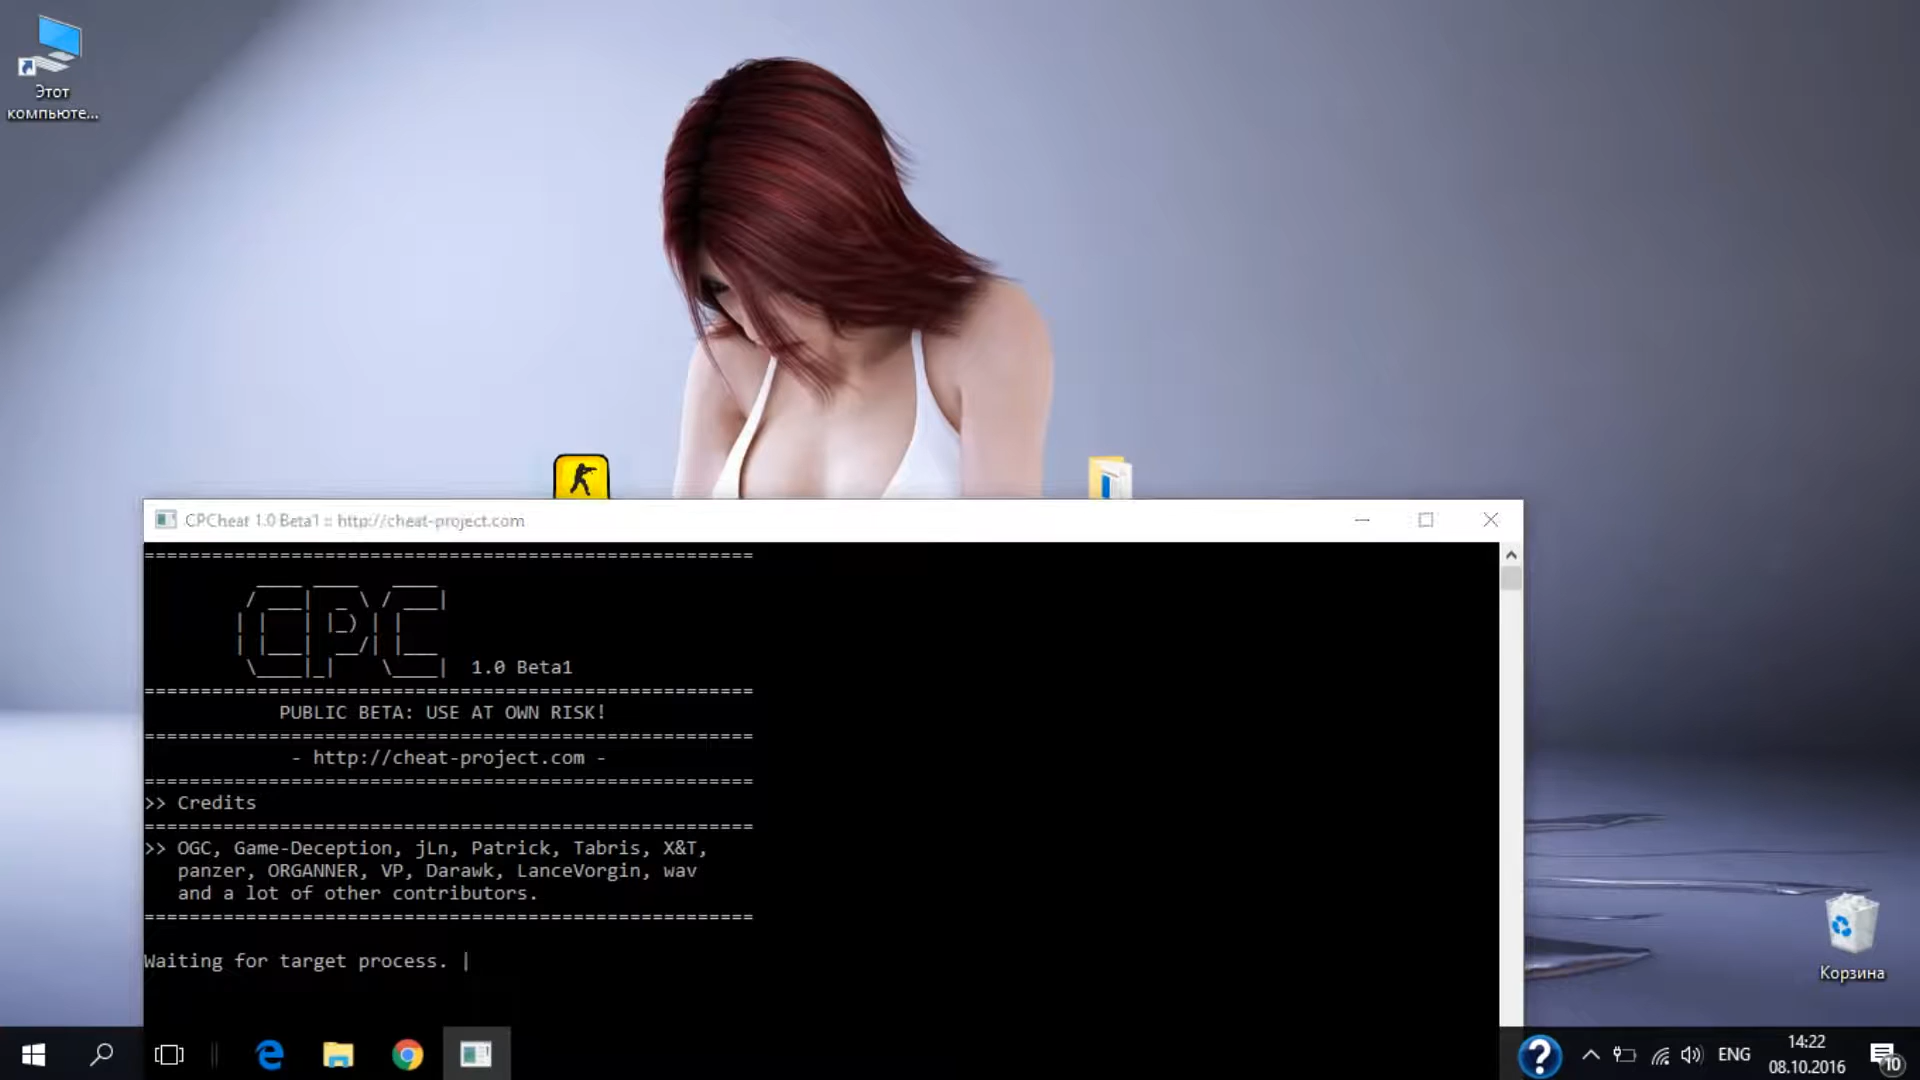 Этот
компьюте...
CPCheat 1.0 Beta1 :: http://cheat-project.com
======================================================
1.0 Beta1
======================================================
PUBLIC BETA: USE AT OWN RISK!
======================================================
- http://cheat-project.com -
======================================================
>> Credits
======================================================
>> OGC, Game-Deception, jLn, Patrick, Tabris, X&T,
panzer, ORGANNER, VP, Darawk, LanceVorgin, wav
and a lot of other contributors.
======================================================
Waiting for target process. |
Корзина
ENG
14:22
08.10.2016
10